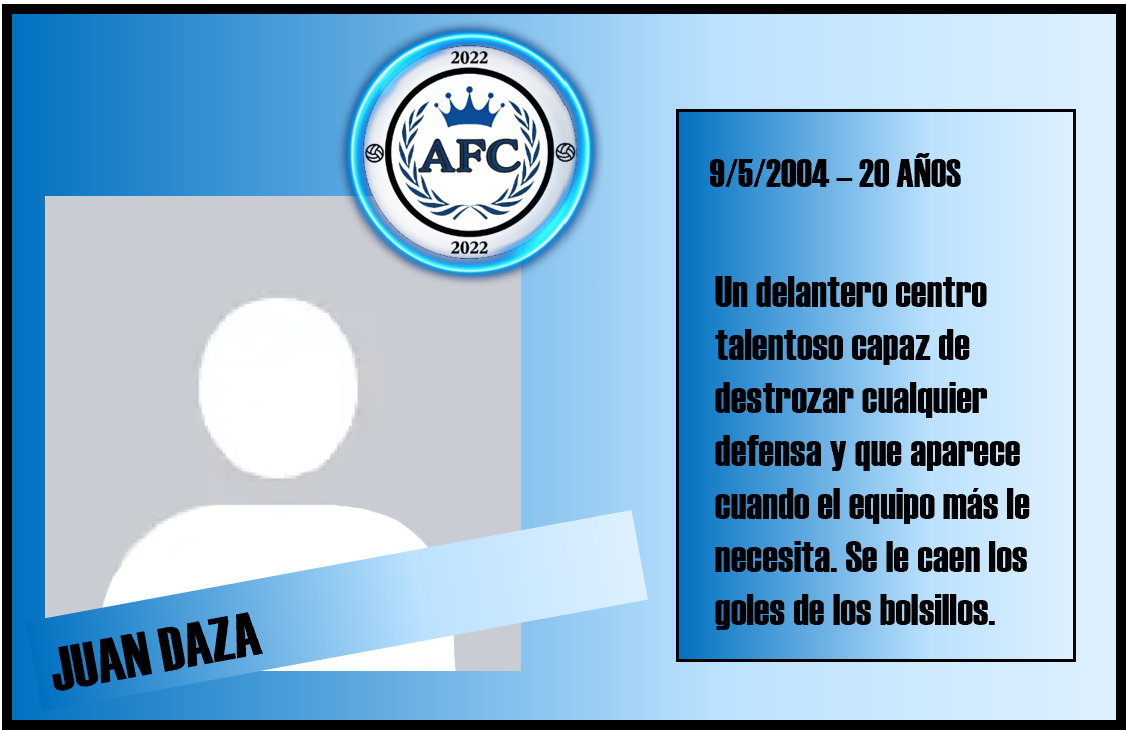 2022
AFC
2022
9/5/2004 – 20 AÑOS
Un delantero centro
talentoso capaz de
destrozar cualquier
defensa y que aparece
cuando el equipo más le
necesita. Se le caen los
goles de los bolsillos.
JUAN DAZA